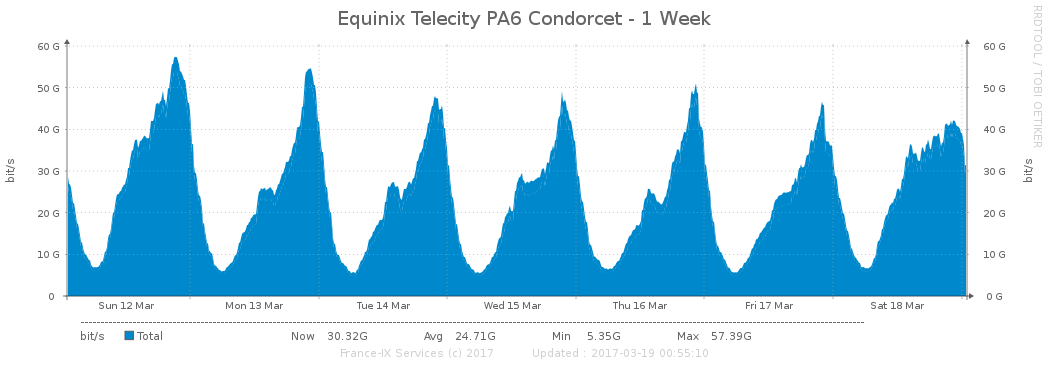 Equinix Telecity PA6 Condorcet - 1 Week
RRDTOOL / TOBI OETIKER
60 G 60 G
50 G 50 G
40 G 40 G
30 G 30 G
20 G 20 G
10 G 10 G
0 0 G
bit/s
bit/s
Sun 12 Mar Mon 13 Mar Tue 14 Mar Wed 15 Mar Thu 16 Mar Fri 17 Mar Sat 18 Mar
bit/s Total Now 30.32G Avg 24.71G Min 5.35G Max 57.39G
France-IX Services (c) 2017 Updated : 2017-03-19 00:55:10